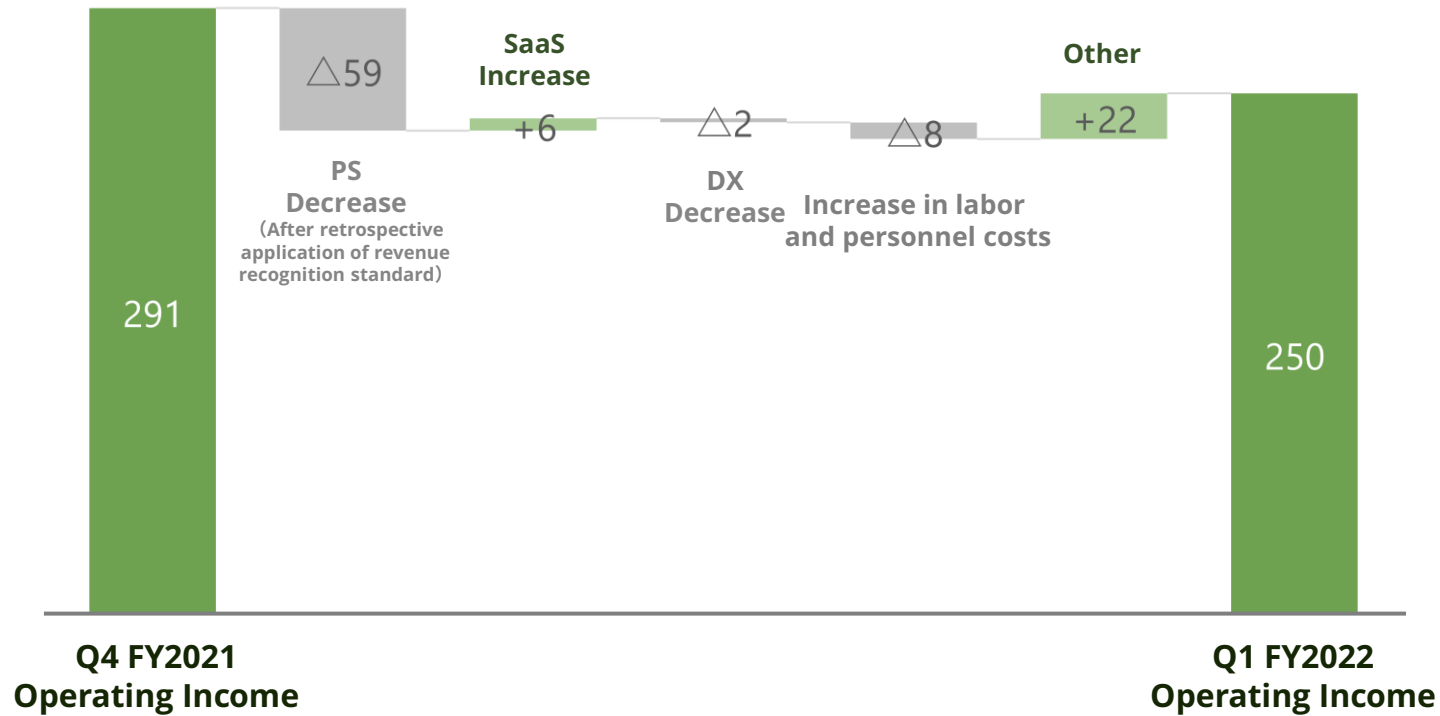 291
△59
PS
Decrease
（After retrospective
application of revenue
recognition standard）
SaaS
Increase
+6
△2
DX
Decrease
△8
Increase in labor
and personnel costs
Other
+22
250
Q4 FY2021
Operating Income
Q1 FY2022
Operating Income